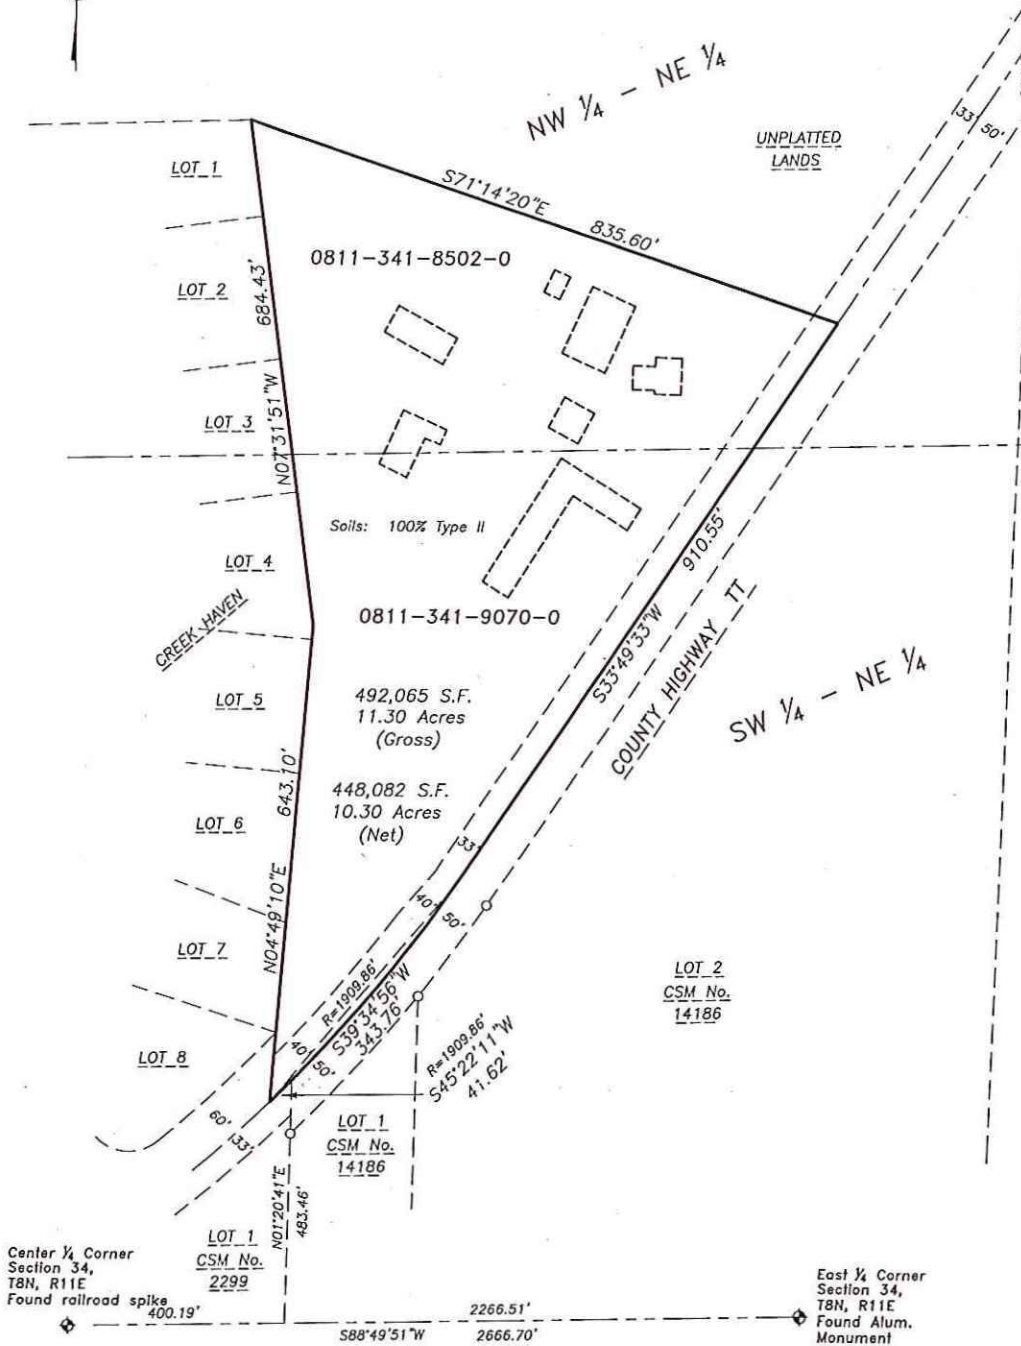 NW ¼ - NE ¼
33'
50'
UNPLATTED
LANDS
LOT 1
S71°14'20"E
835.60'
0811-341-8502-0
LOT 2
684.43'
LOT 3
N07°31'51"W
Soils: 100% Type II
LOT 4
910.55'
0811-341-9070-0
CREEK HAVEN
S33°49'33"W
COUNTY HIGHWAY TT
SW ¼ - NE ¼
LOT 5
492,065 S.F.
11.30 Acres
(Gross)
643.10'
448,082 S.F.
10.30 Acres
(Net)
LOT 6
33'
N04°49'10"E
40'
50'
LOT 7
R=1909.86'
S39°34'56"W
343.76'
LOT 2
CSM No.
14186
LOT 8
40'
50'
R=1909.86'
S45°22'11"W
41.62'
60'
33'
LOT 1
CSM No.
14186
N01°20'41"E
483.46'
LOT 1
CSM No.
2299
Center ¼ Corner
Section 34,
T8N, R11E
Found railroad spike
400.19'
2266.51'
S88°49'51"W
2666.70'
East ¼ Corner
Section 34,
T8N, R11E
Found Alum.
Monument